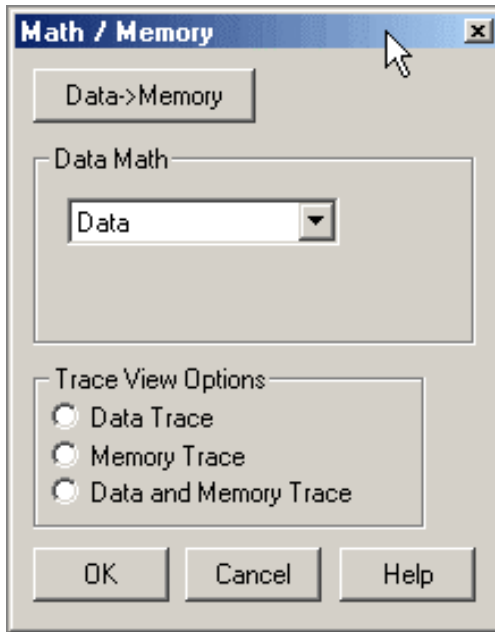 Math / Memory
Data->Memory
Data Math
Data
Trace View Options
Data Trace
Memory Trace
Data and Memory Trace
OK Cancel Help